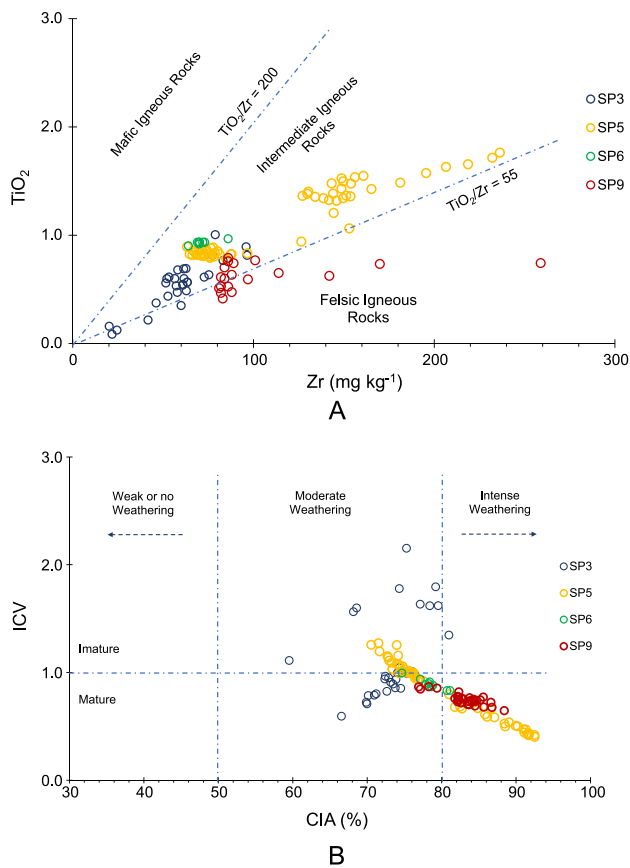 A
3.0
2.0
1.0
0.0
TiO2
Mafic Igneous Rocks
TiO2/Zr = 200
Intermediate Igneous
Rocks
TiO2/Zr = 55
Felsic Igneous
Rocks
SP3
SP5
SP6
SP9
0
100
200
300
Zr (mg kg-1)
A
3.0
2.0
1.0
0.0
ICV
Weak or no
Weathering
Moderate
Weathering
Intense
Weathering
Imature
Mature
SP3
SP5
SP6
SP9
30
40
50
60
70
80
90
100
CIA (%)
B